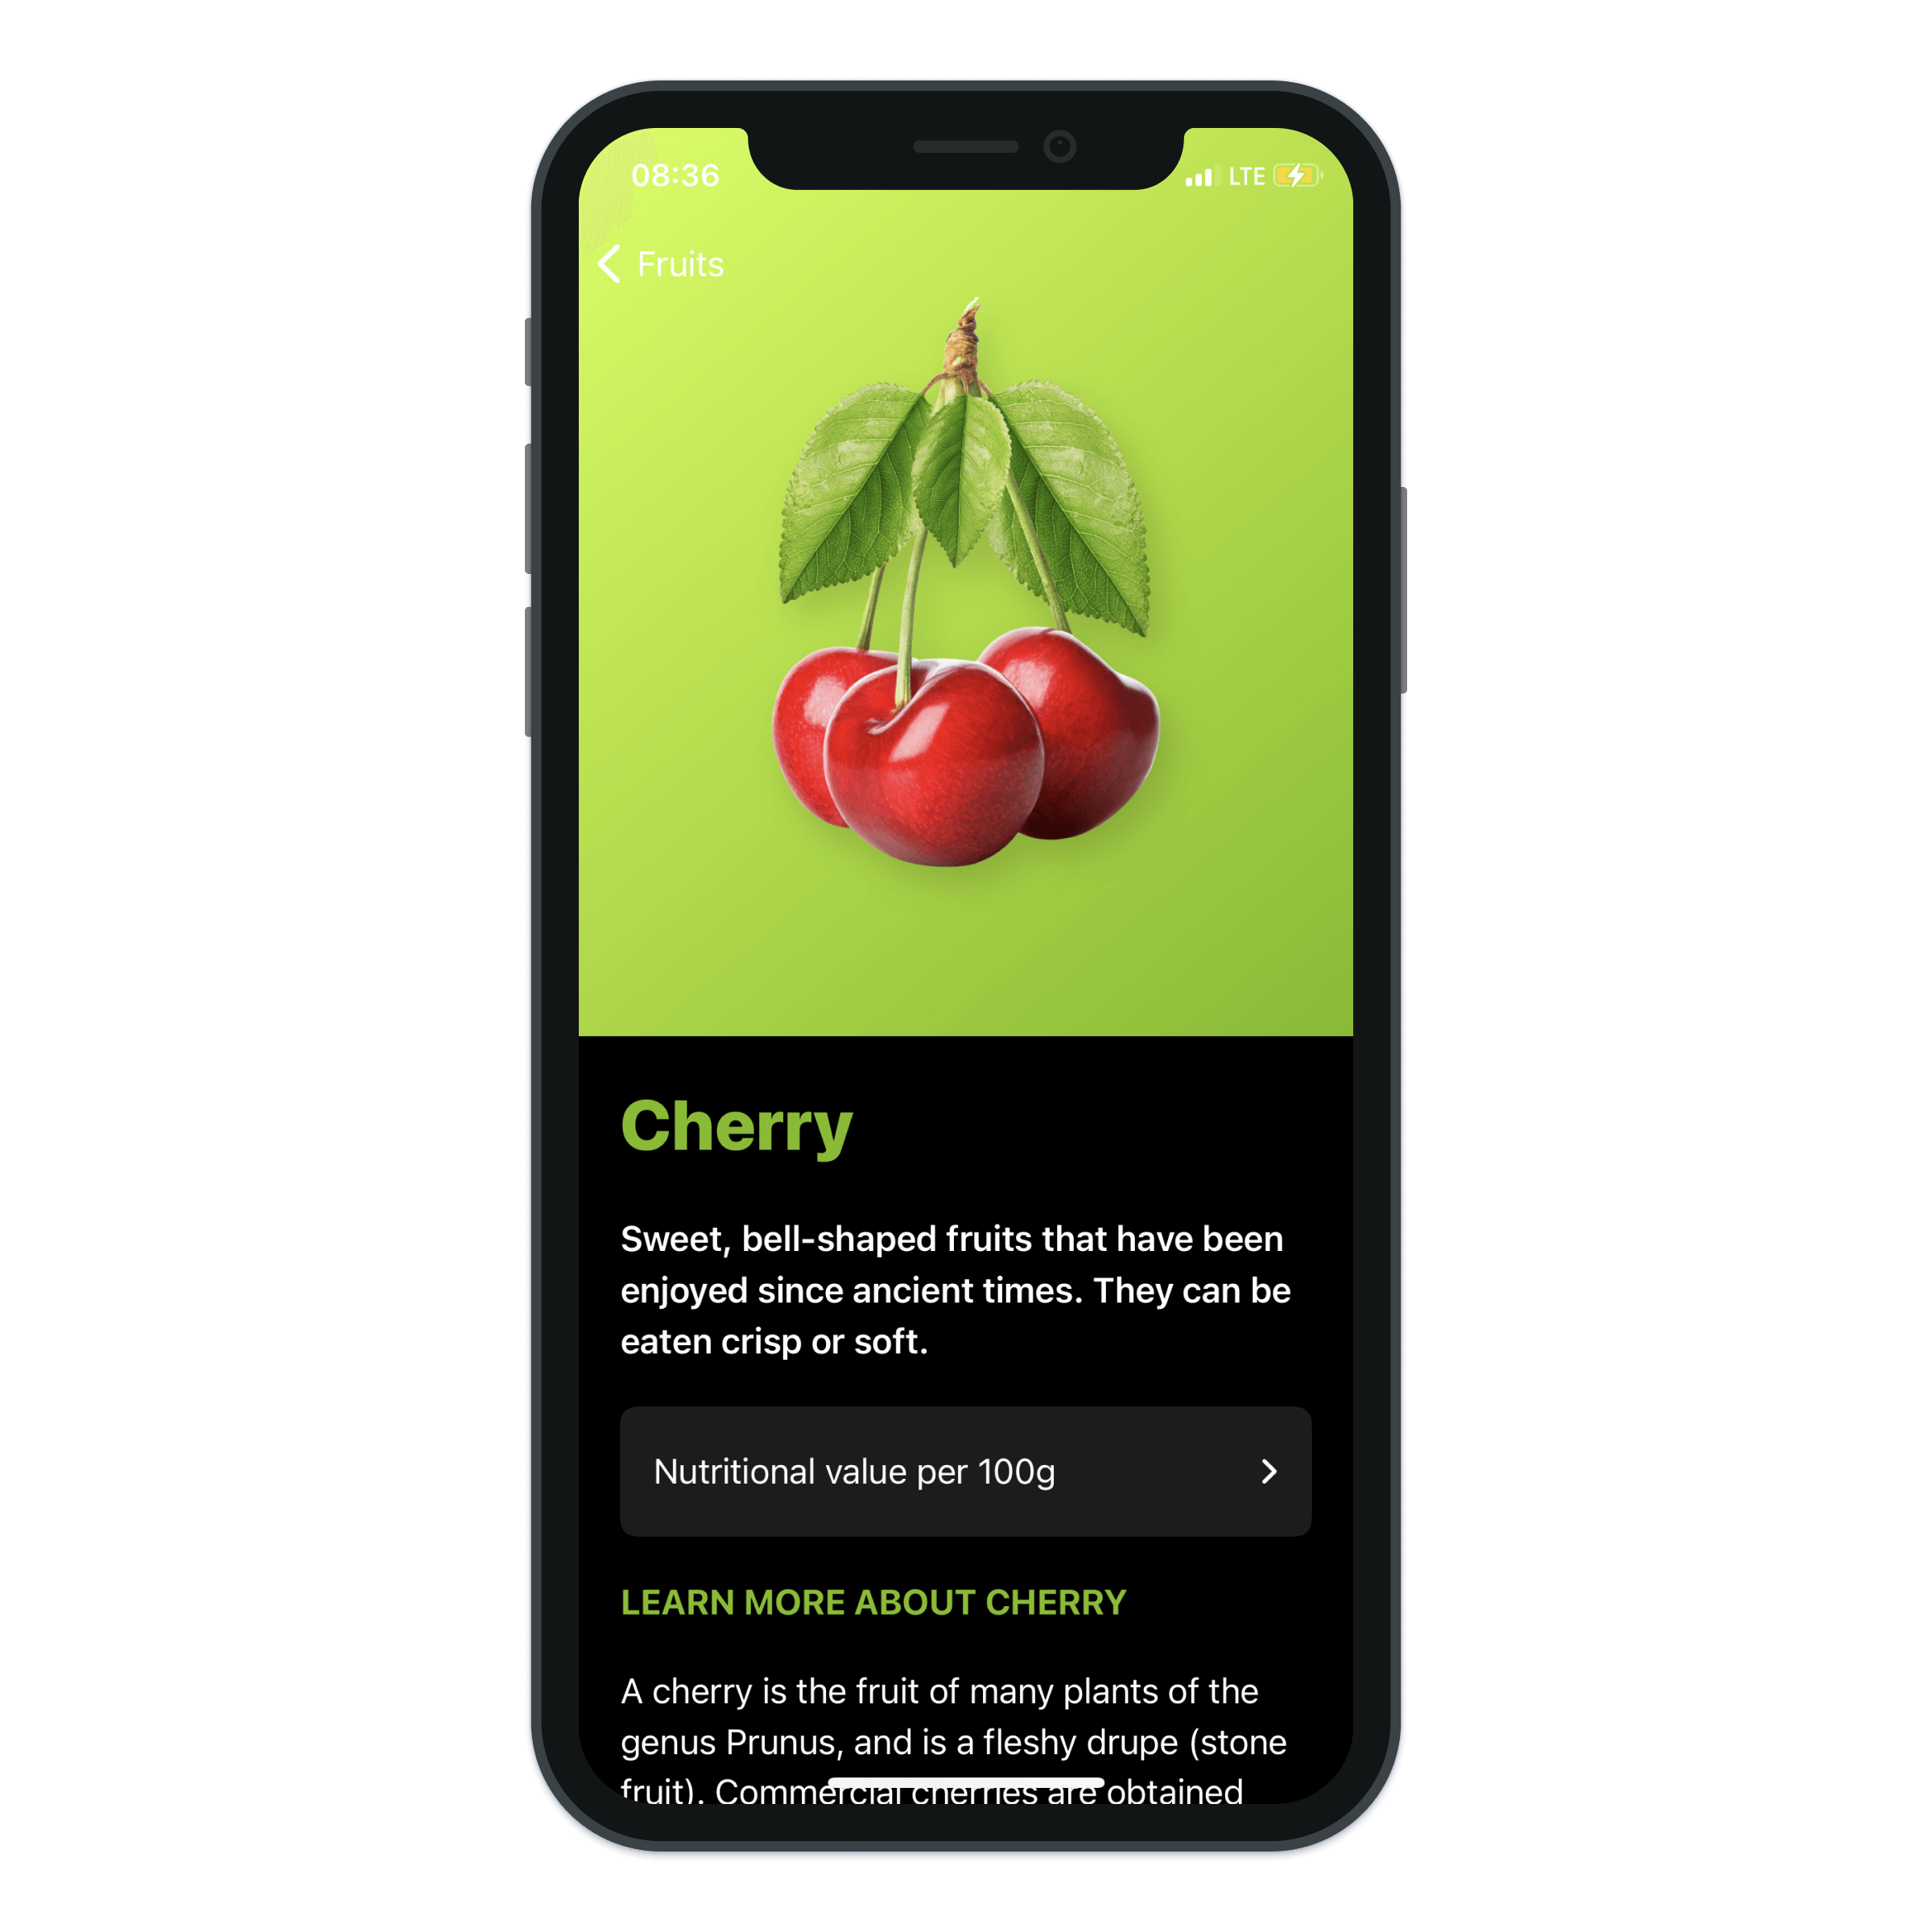 08:36
LTE
Fruits
Cherry
Sweet, bell-shaped fruits that have been
enjoyed since ancient times. They can be
eaten crisp or soft.
Nutritional value per 100g
LEARN MORE ABOUT CHERRY
A cherry is the fruit of many plants of the
genus Prunus, and is a fleshy drupe (stone
fruit). Commercial cherries are obtained